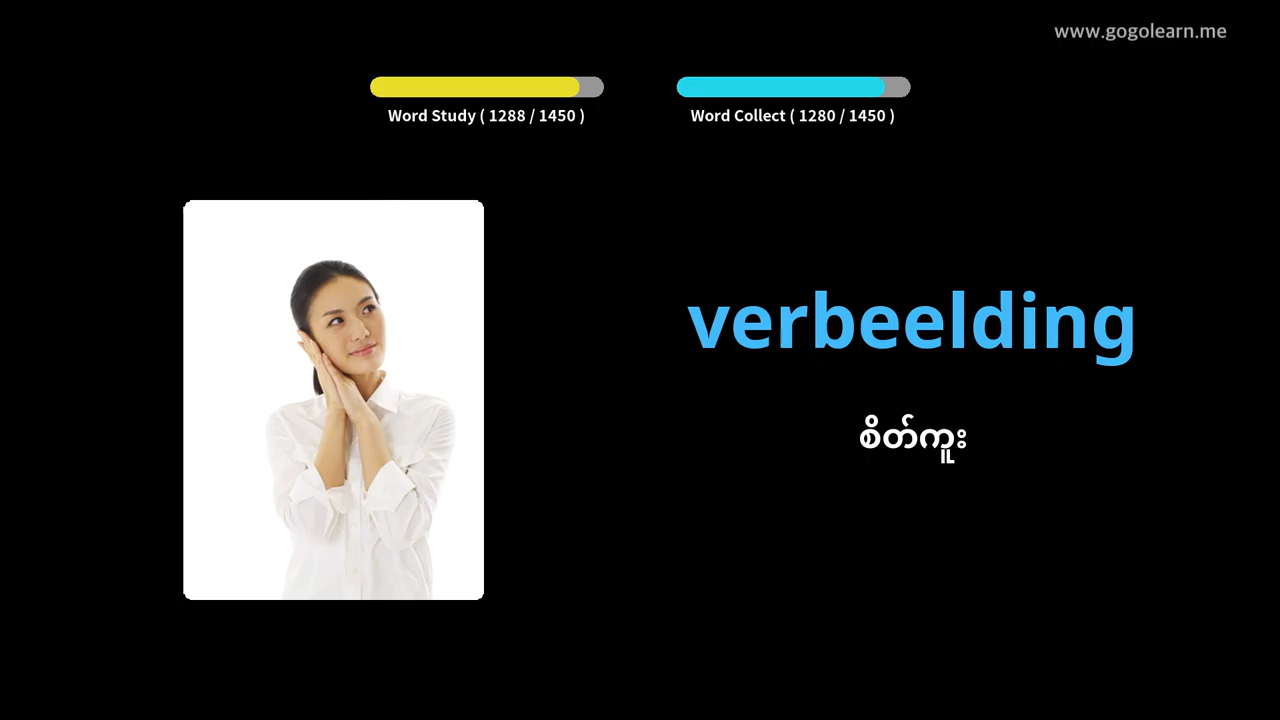 www.gogolearn.me
Word Study ( 1288 / 1450 )
Word Collect ( 1280 / 1450 )
verbeelding
စိတ်ကူး